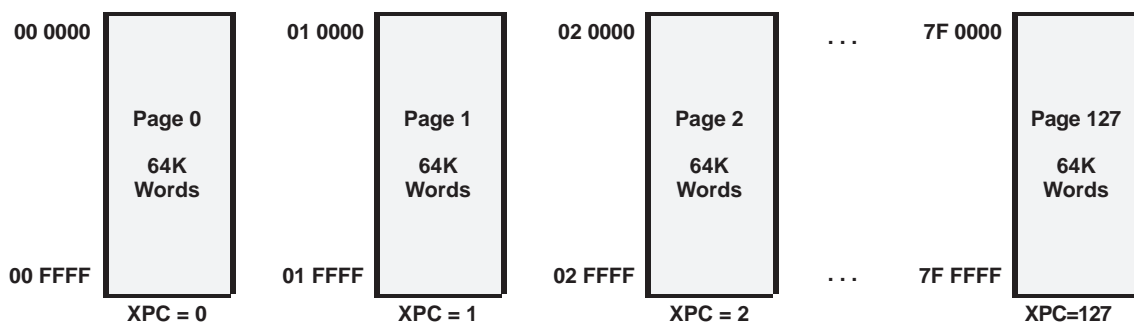 00 0000
01 0000
02 0000
. . .
7F 0000
Page 0
Page 1
Page 2
Page 127
64K
Words
64K
Words
64K
Words
64K
Words
00 FFFF
01 FFFF
02 FFFF
. . .
7F FFFF
XPC = 0
XPC = 1
XPC = 2
XPC=127